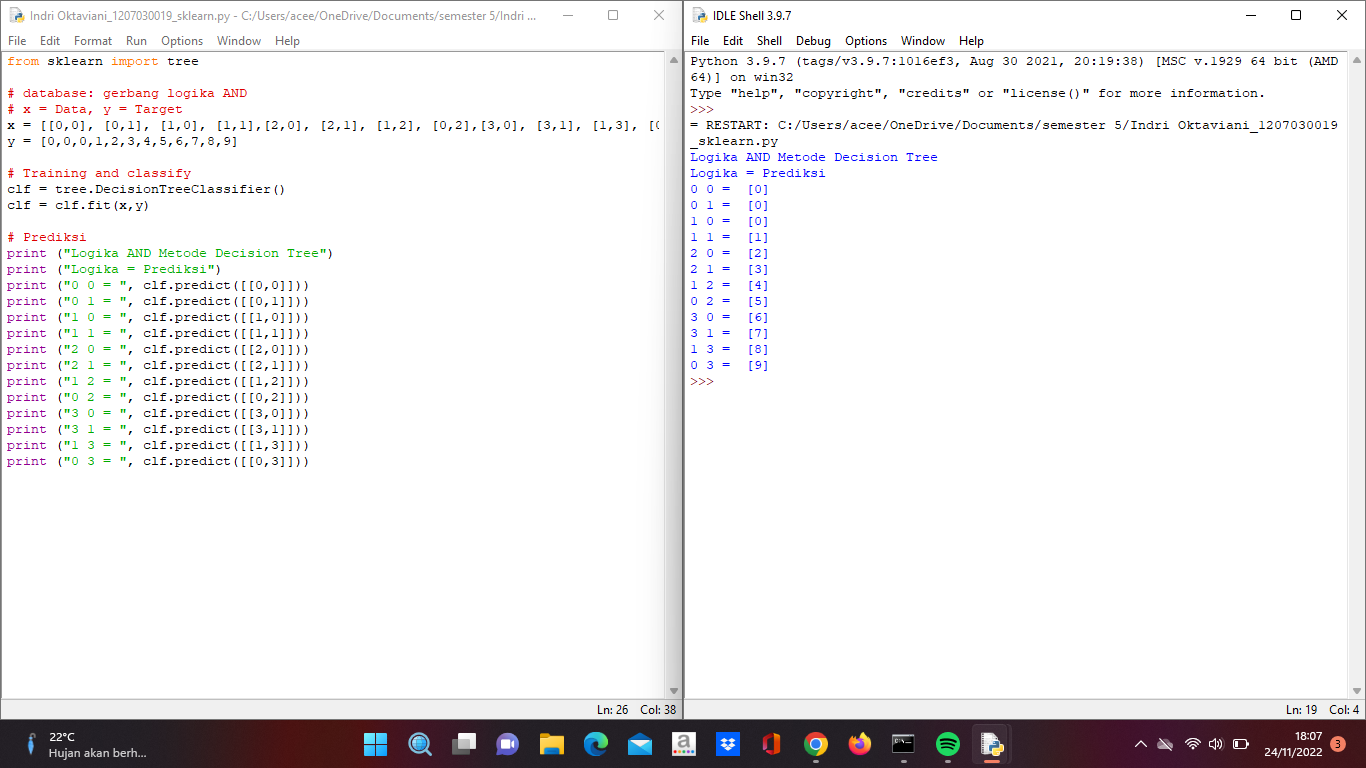 Indri Oktaviani_1207030019_sklearn.py - C:/Users/acee/OneDrive/Documents/semester 5/Indri ...
File Edit Format Run Options Window Help
from sklearn import tree
# database: gerbang logika AND
# x = Data, y = Target
x = [[0,0], [0,1], [1,0], [1,1],[2,0], [2,1], [1,2], [0,2],[3,0], [3,1], [1,3], [0
y = [0,0,0,1,2,3,4,5,6,7,8,9]
# Training and classify
clf = tree.DecisionTreeClassifier()
clf = clf.fit(x,y)
# Prediksi
print ("Logika AND Metode Decision Tree")
print ("Logika = Prediksi")
print ("0 0 = ", clf.predict([[0,0]]))
print ("0 1 = ", clf.predict([[0,1]]))
print ("1 0 = ", clf.predict([[1,0]]))
print ("1 1 = ", clf.predict([[1,1]]))
print ("2 0 = ", clf.predict([[2,0]]))
print ("2 1 = ", clf.predict([[2,1]]))
print ("1 2 = ", clf.predict([[1,2]]))
print ("0 2 = ", clf.predict([[0,2]]))
print ("3 0 = ", clf.predict([[3,0]]))
print ("3 1 = ", clf.predict([[3,1]]))
print ("1 3 = ", clf.predict([[1,3]]))
print ("0 3 = ", clf.predict([[0,3]]))
Ln: 26 Col: 38
IDLE Shell 3.9.7
File Edit Shell Debug Options Window Help
Python 3.9.7 (tags/v3.9.7:1016ef3, Aug 30 2021, 20:19:38) [MSC v.1929 64 bit (AMD
64)] on win32
Type "help", "copyright", "credits" or "license()" for more information.
>>>
= RESTART: C:/Users/acee/OneDrive/Documents/semester 5/Indri Oktaviani_1207030019
_sklearn.py
Logika AND Metode Decision Tree
Logika = Prediksi
0 0 =  [0]
0 1 =  [0]
1 0 =  [0]
1 1 =  [1]
2 0 =  [2]
2 1 =  [3]
1 2 =  [4]
0 2 =  [5]
3 0 =  [6]
3 1 =  [7]
1 3 =  [8]
0 3 =  [9]
>>>
Ln: 19 Col: 4
22°C
Hujan akan berh...
a
18:07
24/11/2022
3